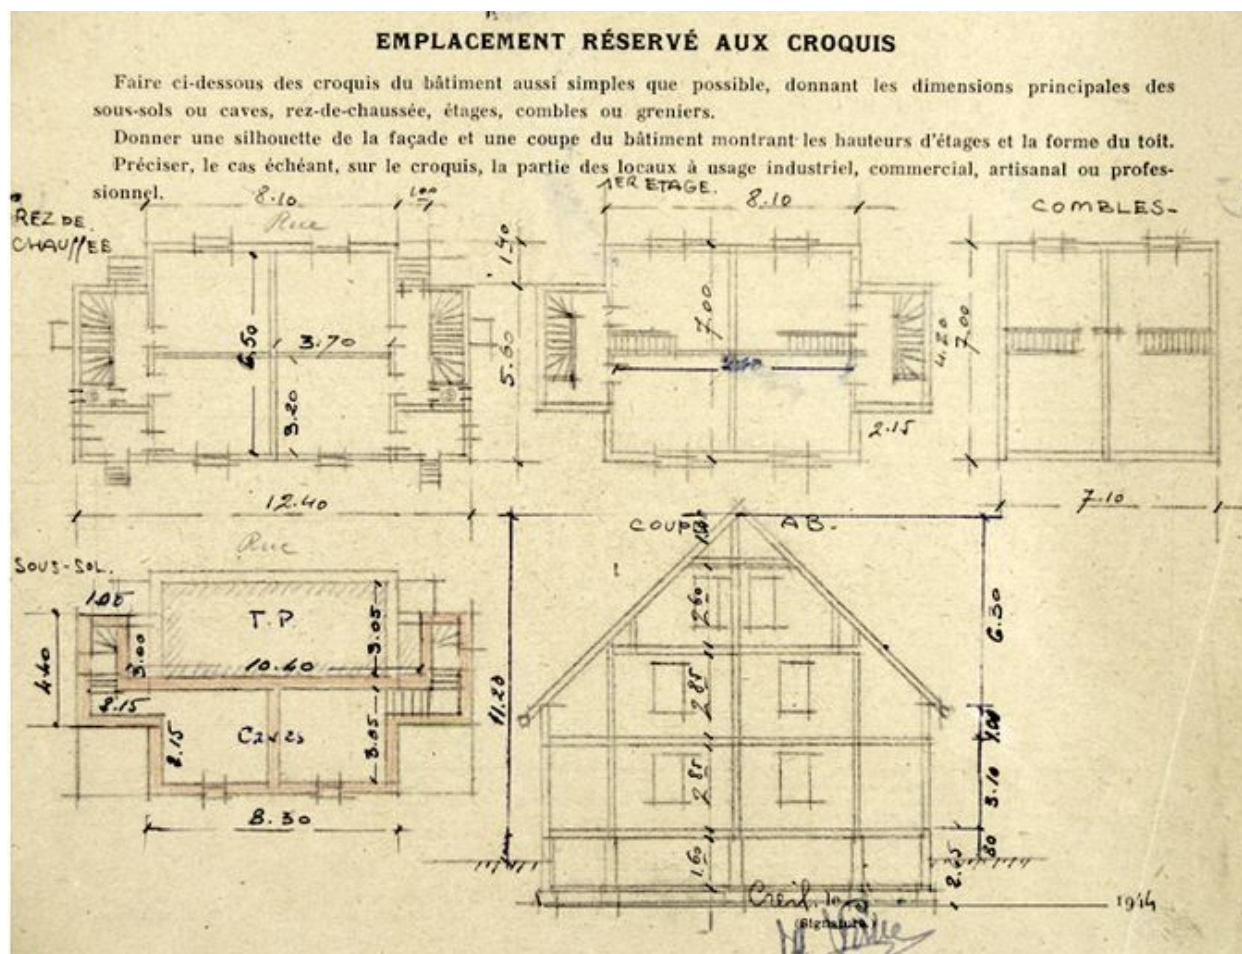 EMPLACEMENT RÉSERVÉ AUX CROQUIS
Faire ci-dessous des croquis du bâtiment aussi simples que possible, donnant les dimensions principales des
sous-sols ou caves, rez-de-chaussée, étages, combles ou greniers.
Donner une silhouette de la façade et une coupe du bâtiment montrant les hauteurs d'étages et la forme du toit.
Préciser, le cas échéant, sur le croquis, la partie des locaux à usage industriel, commercial, artisanal ou profes-
sionnel.
REZ DE
CHAUSSEE
8.10
1.00
Rue
6.50
3.70
3.20
12.40
1.40
5.60
1ER ETAGE.
8.10
7.00
4.20
7.00
2.15
COMBLES-
7.10
SOUS-SOL.
Rue
T.P.
3.05
3.00
10.40
4.40
2.15
2.15
Caves
3.05
8.30
COUPE AB.
11.20
2.60
2.85
2.85
1.60
6.30
1.00
3.10
80
2.05
Creil, le
1944
(Signature.)